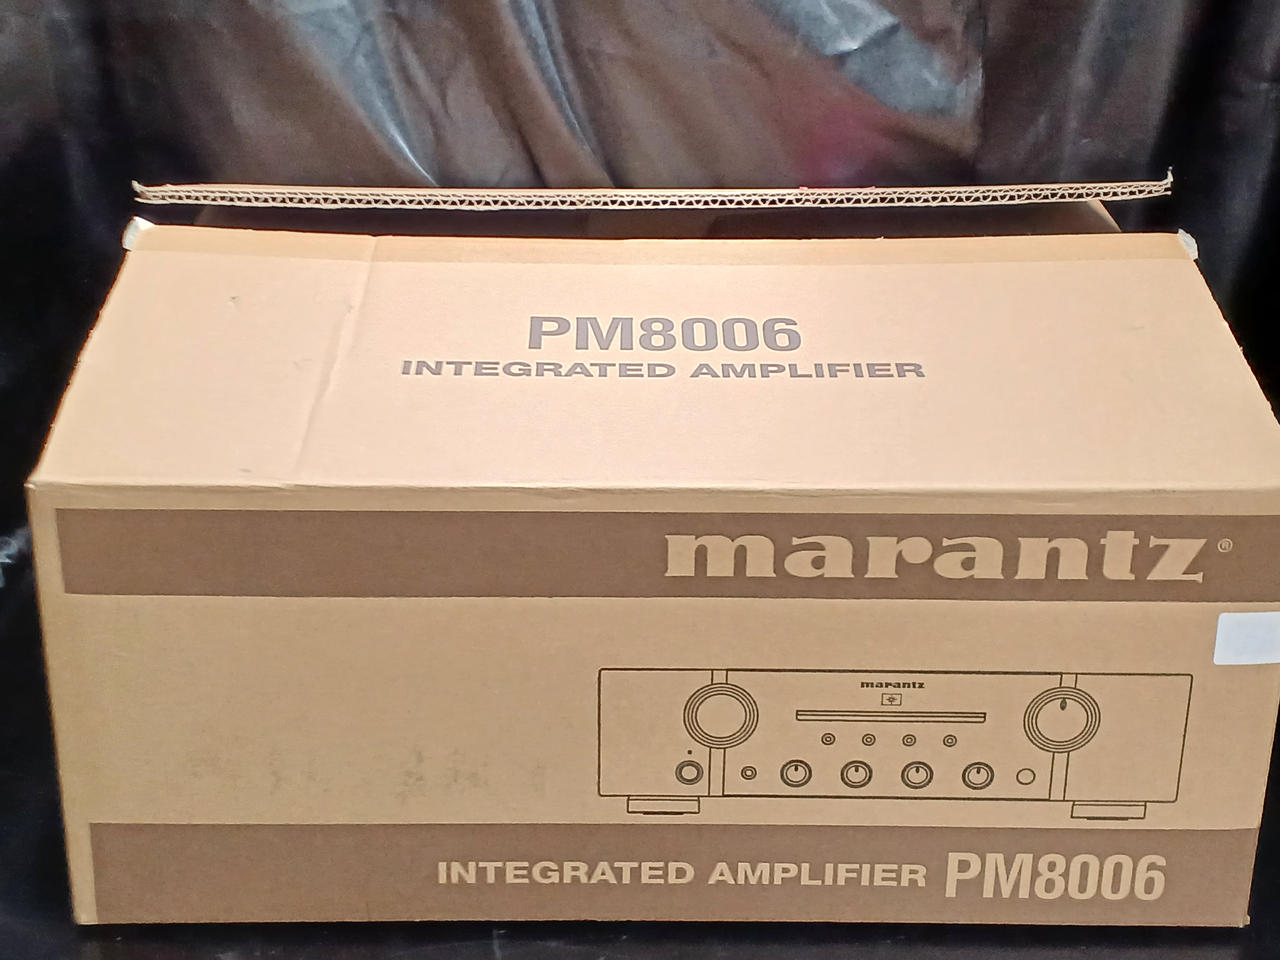 PM8006
INTEGRATED AMPLIFIER
marantz®
marantz
INTEGRATED AMPLIFIER PM8006